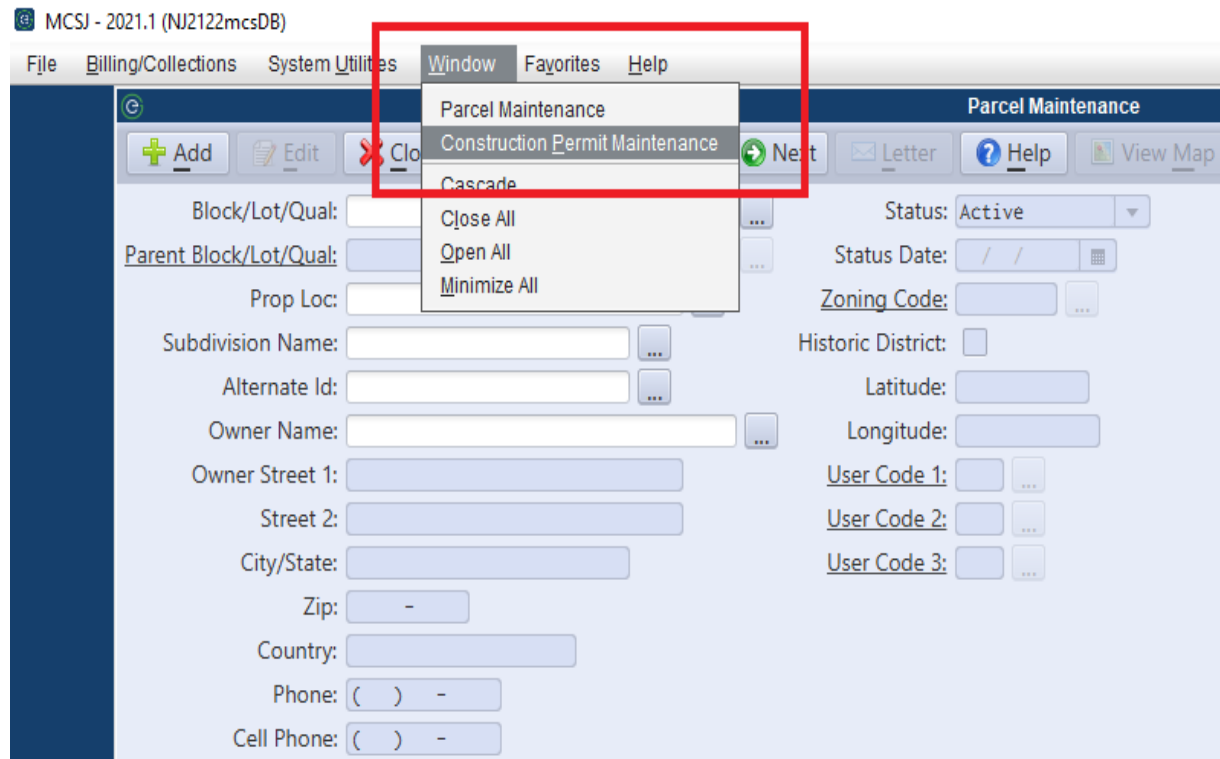 MCSJ - 2021.1 (NJ2122mcsDB)
File Billing/Collections System Utilities Window Favorites Help
Parcel Maintenance
Construction Permit Maintenance
Cascade
Close All
Open All
Minimize All
Parcel Maintenance
Add Edit Clo Next Letter Help View Map
Block/Lot/Qual: ... Status: Active
Parent Block/Lot/Qual: ... Status Date: / /
Prop Loc: Zoning Code: ...
Subdivision Name: ... Historic District:
Alternate Id: ... Latitude:
Owner Name: ... Longitude:
Owner Street 1: User Code 1: ...
Street 2: User Code 2: ...
City/State: User Code 3: ...
Zip: -
Country:
Phone: ( ) -
Cell Phone: ( ) -